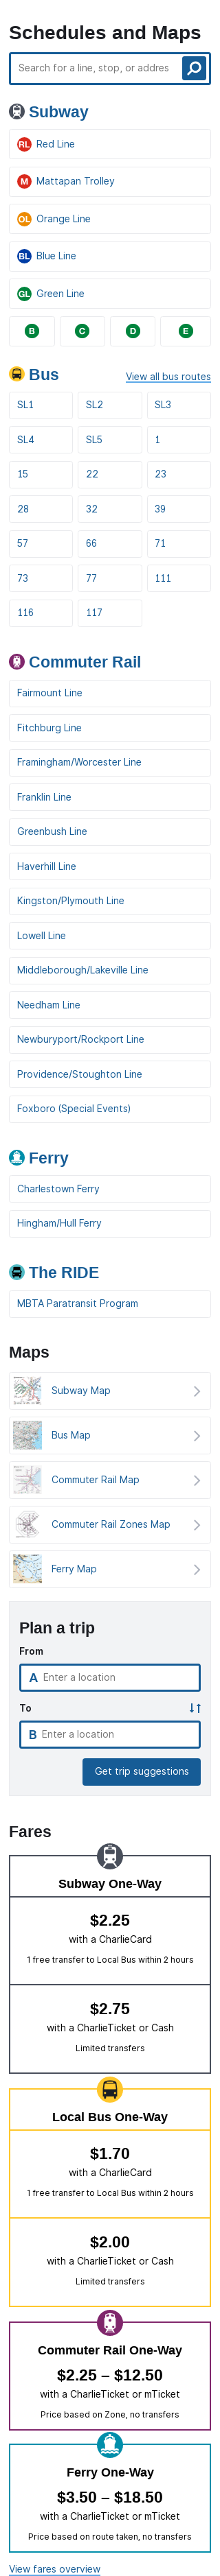 Schedules and Maps
Search for a line, stop, or addres
Subway
RL Red Line
M Mattapan Trolley
OL Orange Line
BL Blue Line
GL Green Line
B C D E
Bus View all bus routes
SL1 SL2 SL3
SL4 SL5 1
15 22 23
28 32 39
57 66 71
73 77 111
116 117
Commuter Rail
Fairmount Line
Fitchburg Line
Framingham/Worcester Line
Franklin Line
Greenbush Line
Haverhill Line
Kingston/Plymouth Line
Lowell Line
Middleborough/Lakeville Line
Needham Line
Newburyport/Rockport Line
Providence/Stoughton Line
Foxboro (Special Events)
Ferry
Charlestown Ferry
Hingham/Hull Ferry
The RIDE
MBTA Paratransit Program
Maps
Subway Map
Bus Map
Commuter Rail Map
Commuter Rail Zones Map
Ferry Map
Plan a trip
From
A Enter a location
To
B Enter a location
Get trip suggestions
Fares
Subway One-Way
$2.25
with a CharlieCard
1 free transfer to Local Bus within 2 hours
$2.75
with a CharlieTicket or Cash
Limited transfers
Local Bus One-Way
$1.70
with a CharlieCard
1 free transfer to Local Bus within 2 hours
$2.00
with a CharlieTicket or Cash
Limited transfers
Commuter Rail One-Way
$2.25 – $12.50
with a CharlieTicket or mTicket
Price based on Zone, no transfers
Ferry One-Way
$3.50 – $18.50
with a CharlieTicket or mTicket
Price based on route taken, no transfers
View fares overview